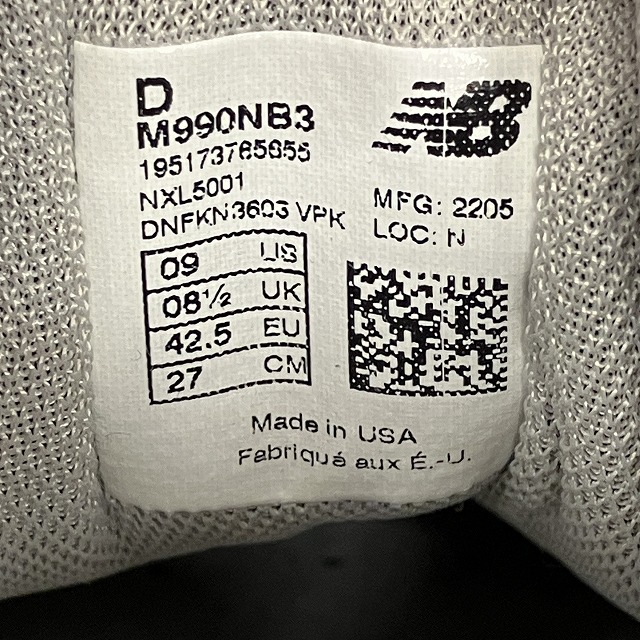 D
M990NB3
195173765655
NXL5001
DNFKN3603 VPK
MFG: 2205
LOC: N
09 US
08½ UK
42.5 EU
27 CM
Made in USA
Fabriqué aux É.-U.